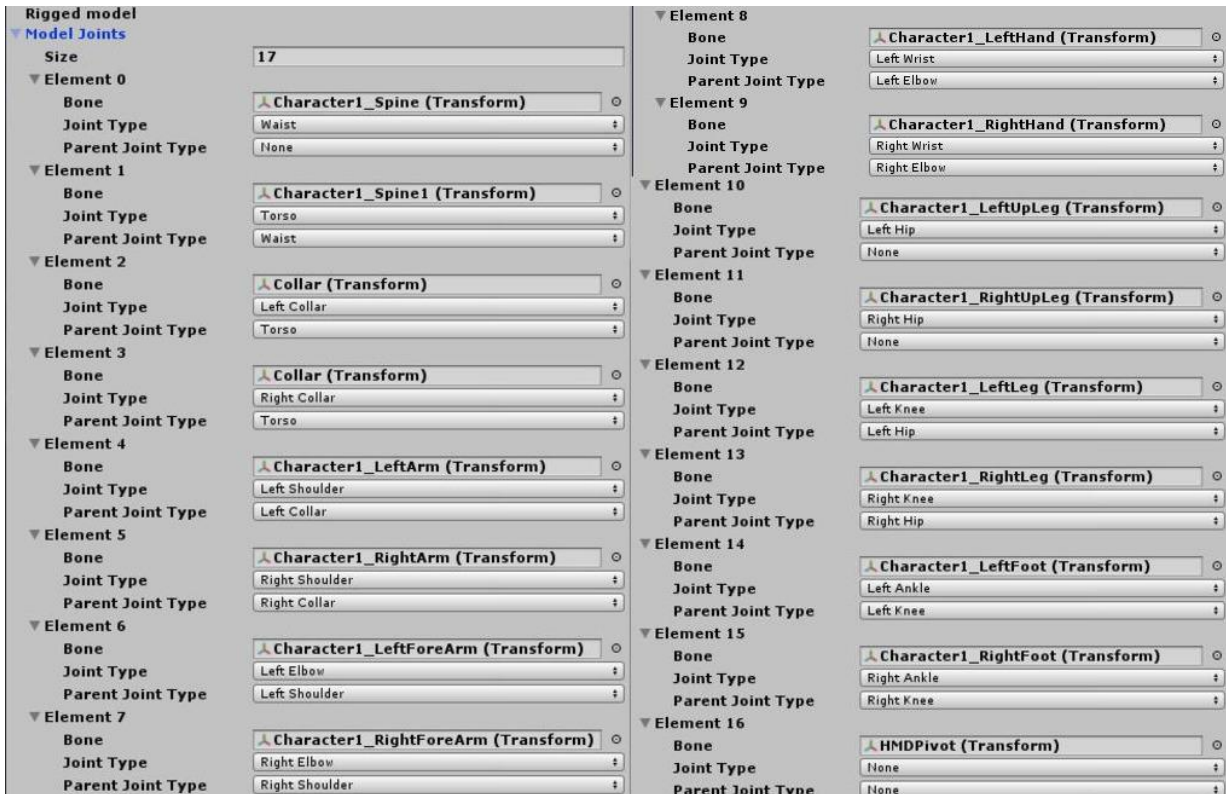 Rigged model
Model Joints
Size 17
Element 0
Bone Character1_Spine (Transform)
Joint Type Waist
Parent Joint Type None
Element 1
Bone Character1_Spine1 (Transform)
Joint Type Torso
Parent Joint Type Waist
Element 2
Bone Collar (Transform)
Joint Type Left Collar
Parent Joint Type Torso
Element 3
Bone Collar (Transform)
Joint Type Right Collar
Parent Joint Type Torso
Element 4
Bone Character1_LeftArm (Transform)
Joint Type Left Shoulder
Parent Joint Type Left Collar
Element 5
Bone Character1_RightArm (Transform)
Joint Type Right Shoulder
Parent Joint Type Right Collar
Element 6
Bone Character1_LeftForeArm (Transform)
Joint Type Left Elbow
Parent Joint Type Left Shoulder
Element 7
Bone Character1_RightForeArm (Transform)
Joint Type Right Elbow
Parent Joint Type Right Shoulder
Element 8
Bone Character1_LeftHand (Transform)
Joint Type Left Wrist
Parent Joint Type Left Elbow
Element 9
Bone Character1_RightHand (Transform)
Joint Type Right Wrist
Parent Joint Type Right Elbow
Element 10
Bone Character1_LeftUpLeg (Transform)
Joint Type Left Hip
Parent Joint Type None
Element 11
Bone Character1_RightUpLeg (Transform)
Joint Type Right Hip
Parent Joint Type None
Element 12
Bone Character1_LeftLeg (Transform)
Joint Type Left Knee
Parent Joint Type Left Hip
Element 13
Bone Character1_RightLeg (Transform)
Joint Type Right Knee
Parent Joint Type Right Hip
Element 14
Bone Character1_LeftFoot (Transform)
Joint Type Left Ankle
Parent Joint Type Left Knee
Element 15
Bone Character1_RightFoot (Transform)
Joint Type Right Ankle
Parent Joint Type Right Knee
Element 16
Bone HMDPivot (Transform)
Joint Type None
Parent Joint Type None